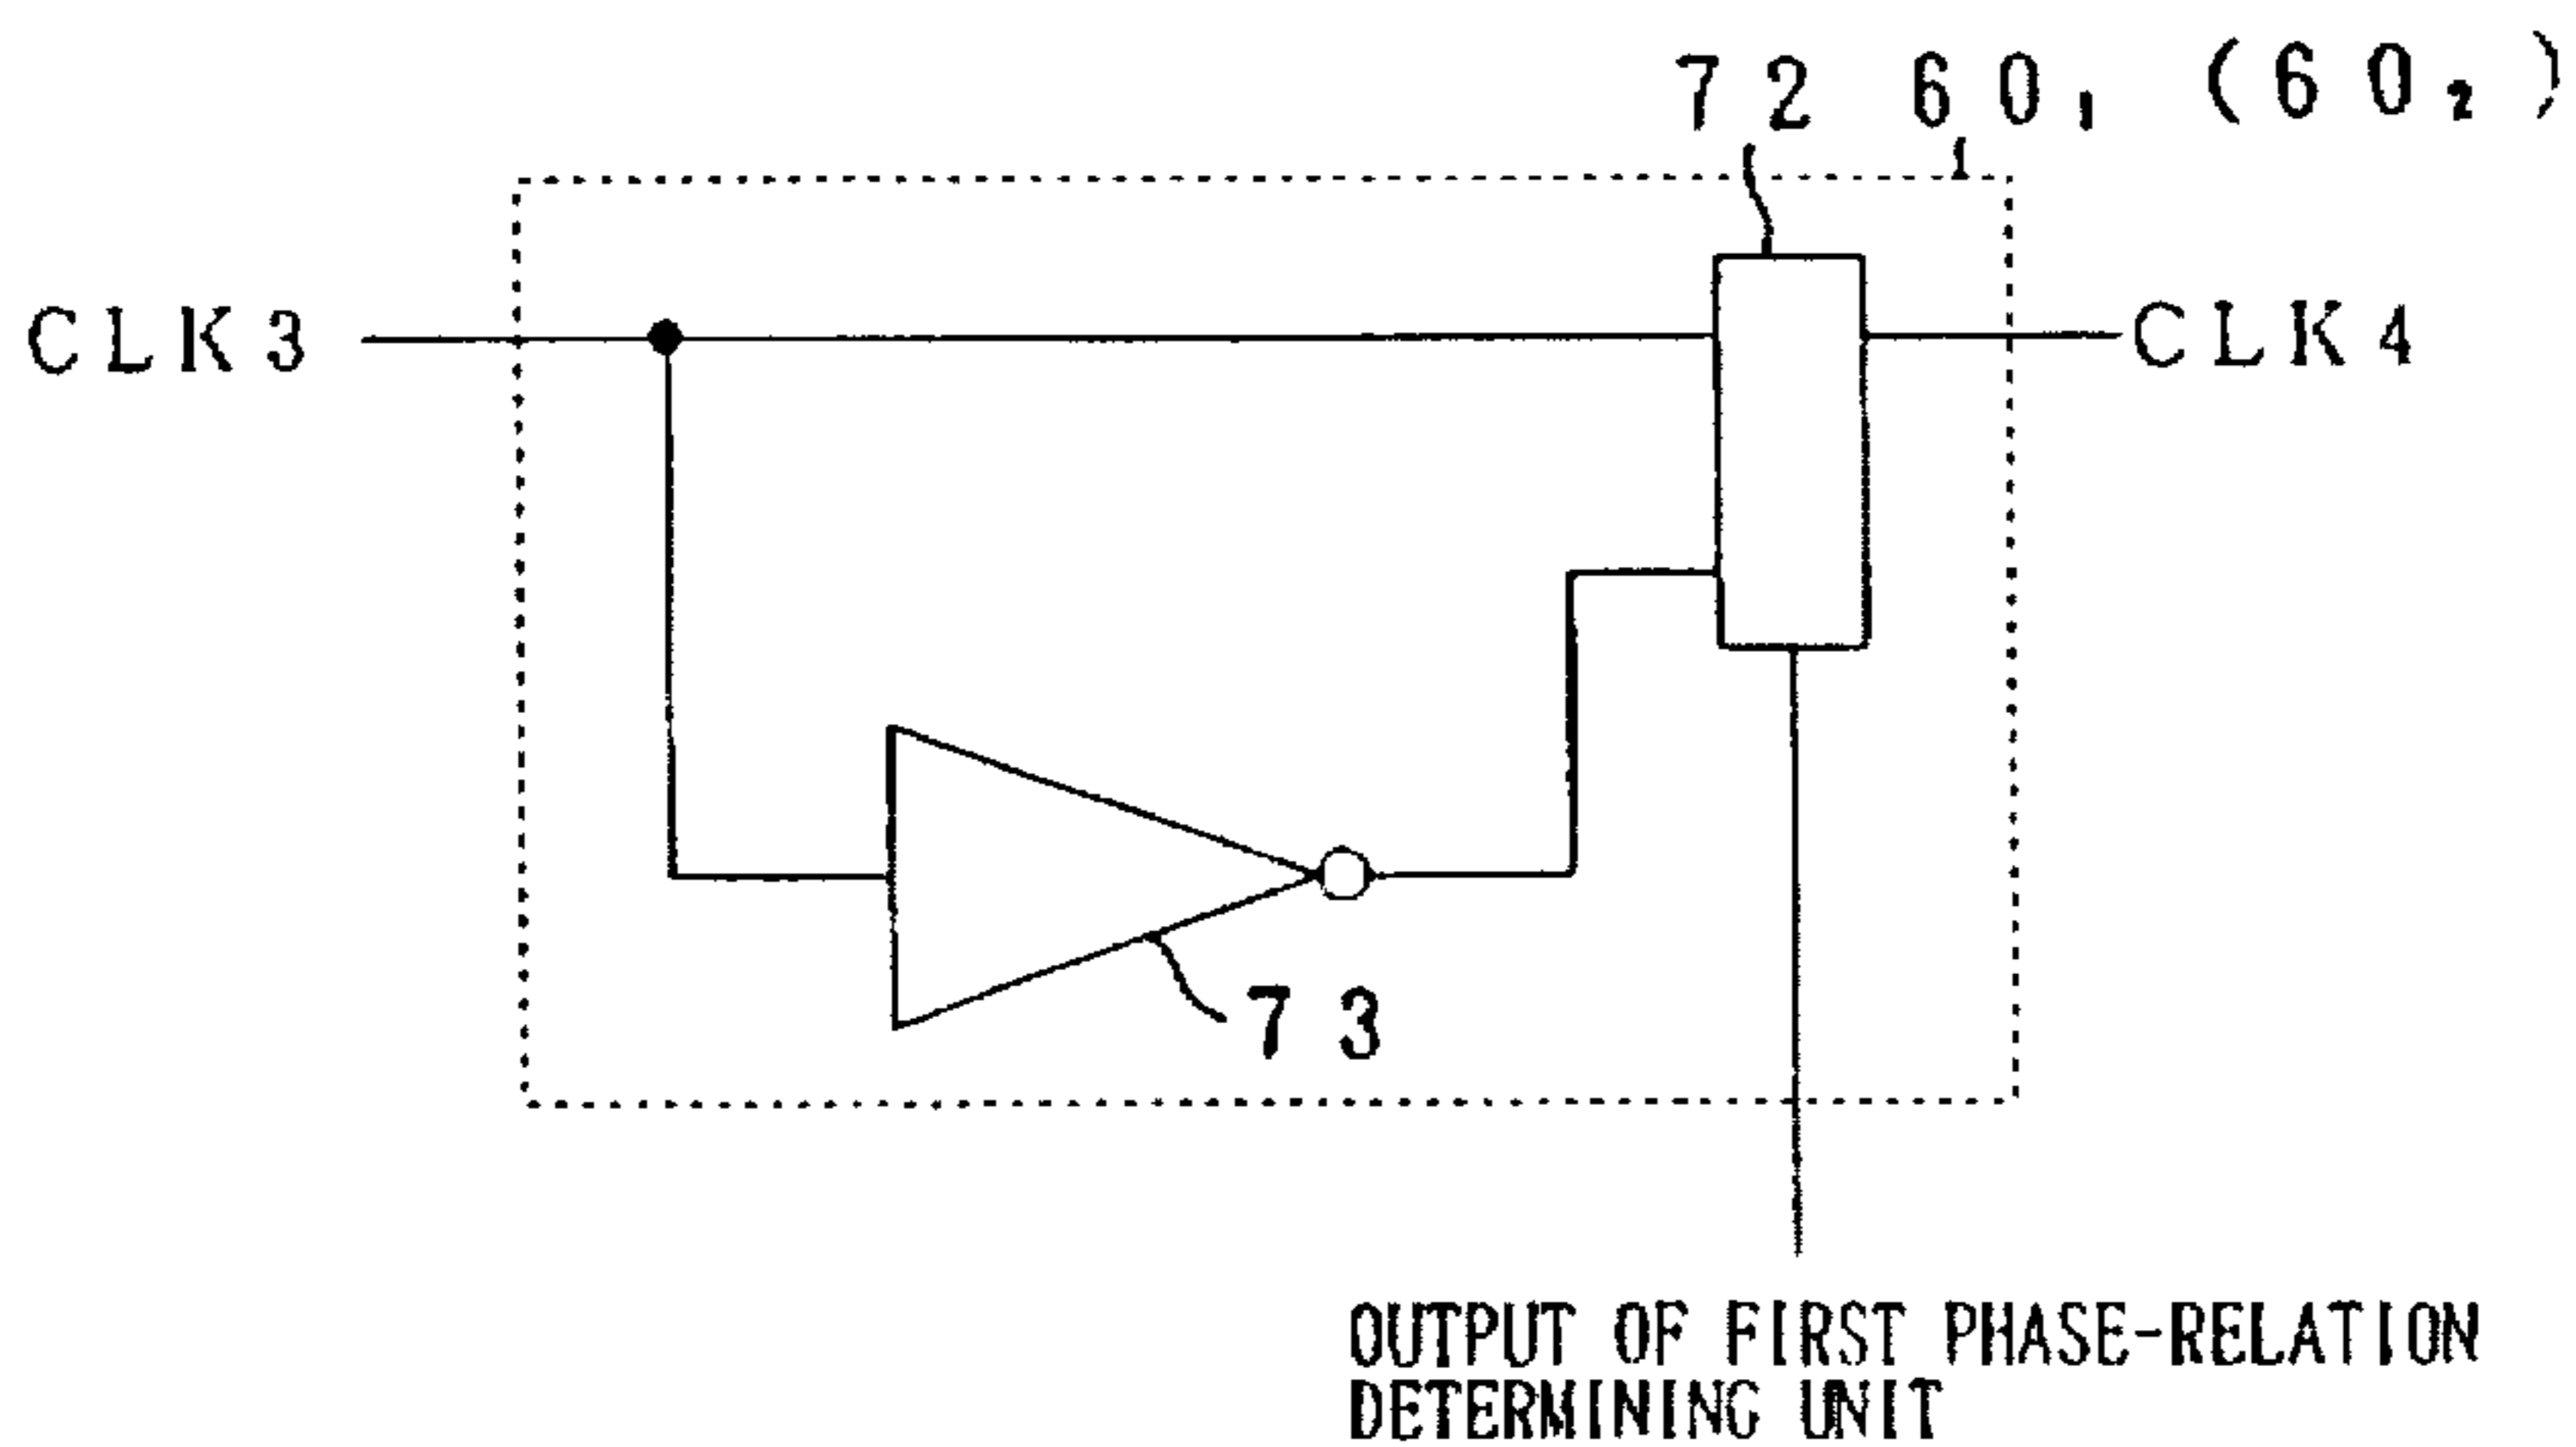 72 60₁ (60₂)
CLK3
CLK4
73
OUTPUT OF FIRST PHASE-RELATION
DETERMINING UNIT